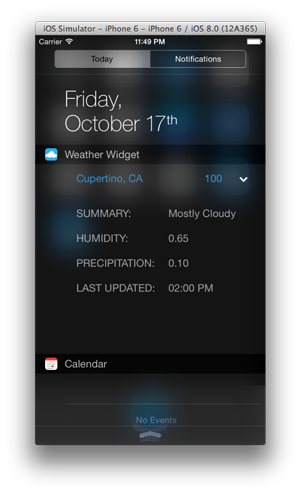 iOS Simulator - iPhone 6 - iPhone 6 / iOS 8.0 (12A365)
Carrier 11:49 PM
Today Notifications
Friday,
October 17th
Weather Widget
Cupertino, CA 100
SUMMARY: Mostly Cloudy
HUMIDITY: 0.65
PRECIPITATION: 0.10
LAST UPDATED: 02:00 PM
Calendar
No Events